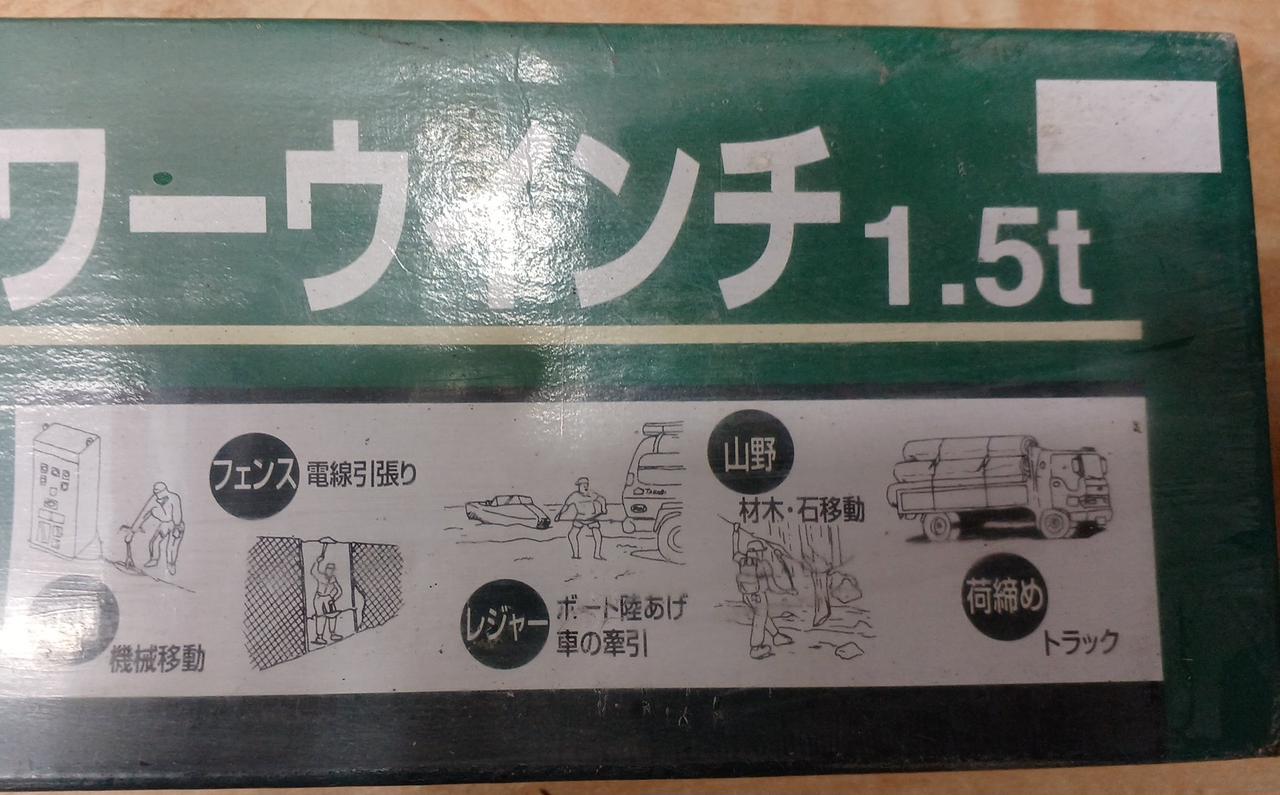 ワーウインチ 1.5t
フェンス 電線引張り
山野
材木・石移動
荷締め
トラック
レジャー ボート陸あげ
車の牽引
機械移動